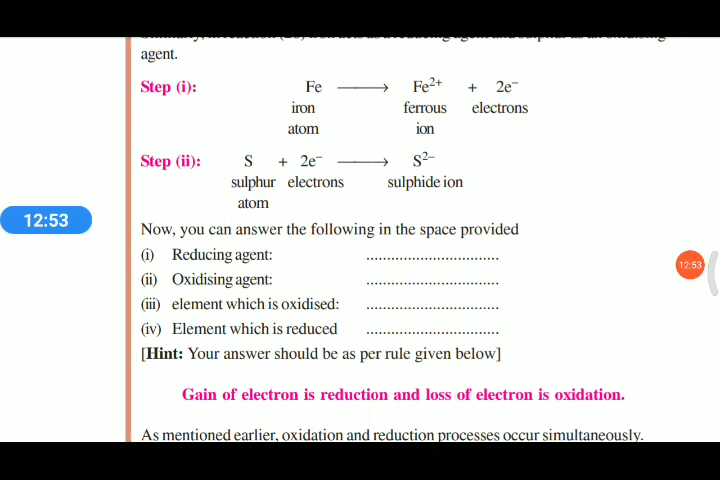 agent.
Step (i): Fe ⟶ Fe²⁺ + 2e⁻
iron ferrous electrons
atom ion
Step (ii): S + 2e⁻ ⟶ S²⁻
sulphur electrons sulphide ion
atom
12:53
Now, you can answer the following in the space provided
(i) Reducing agent: ................................
12:53
(ii) Oxidising agent: ................................
(iii) element which is oxidised: ................................
(iv) Element which is reduced ................................
[Hint: Your answer should be as per rule given below]
Gain of electron is reduction and loss of electron is oxidation.
As mentioned earlier, oxidation and reduction processes occur simultaneously.